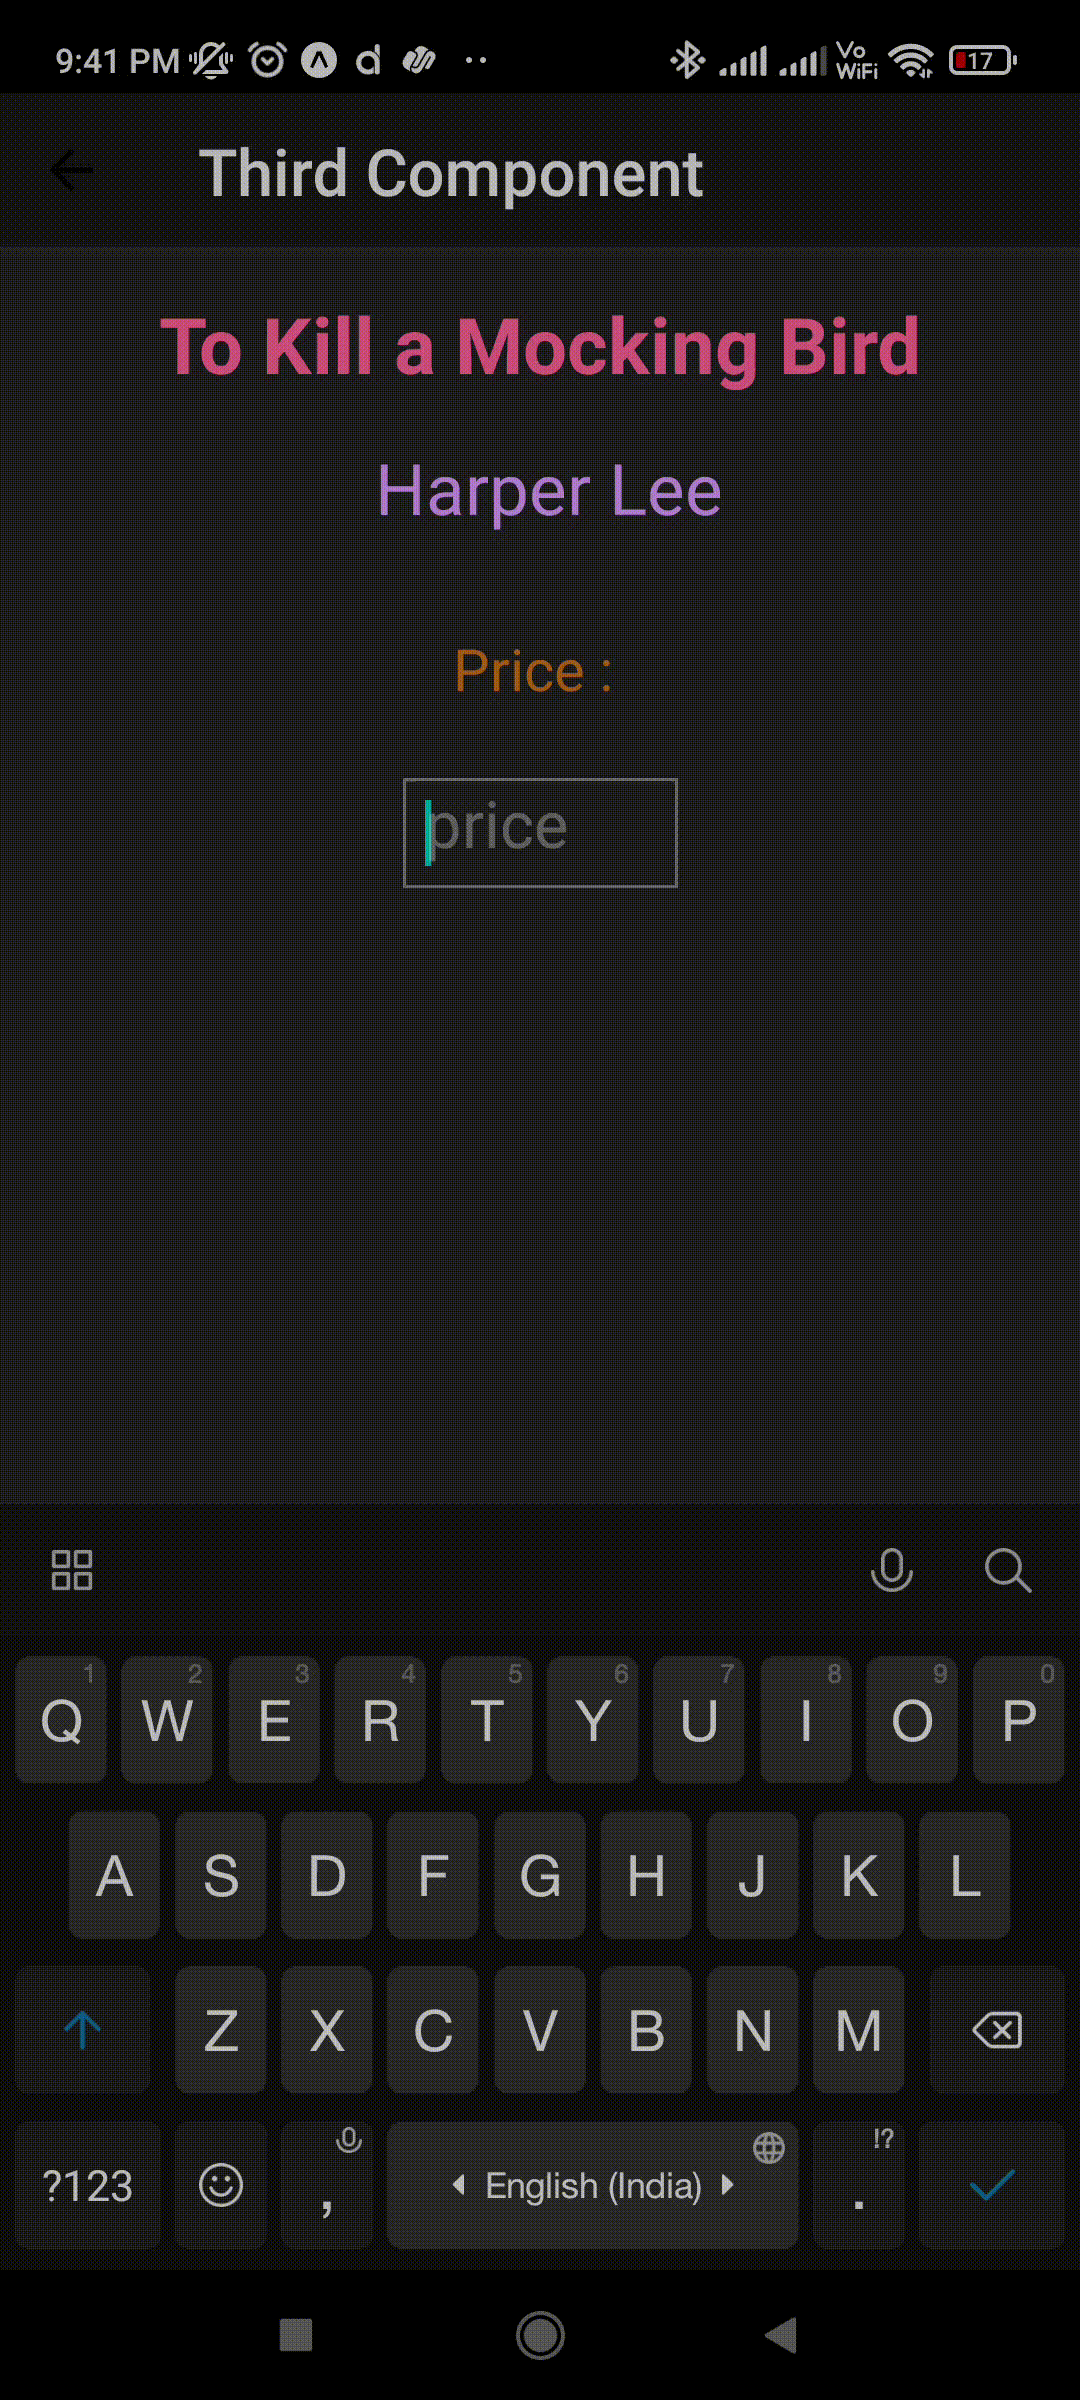 9:41 PM Vo WiFi 17
Third Component
To Kill a Mocking Bird
Harper Lee
Price :
price
1 2 3 4 5 6 7 8 9 0
Q W E R T Y U I O P
A S D F G H J K L
Z X C V B N M
?123 , English (India) . !?